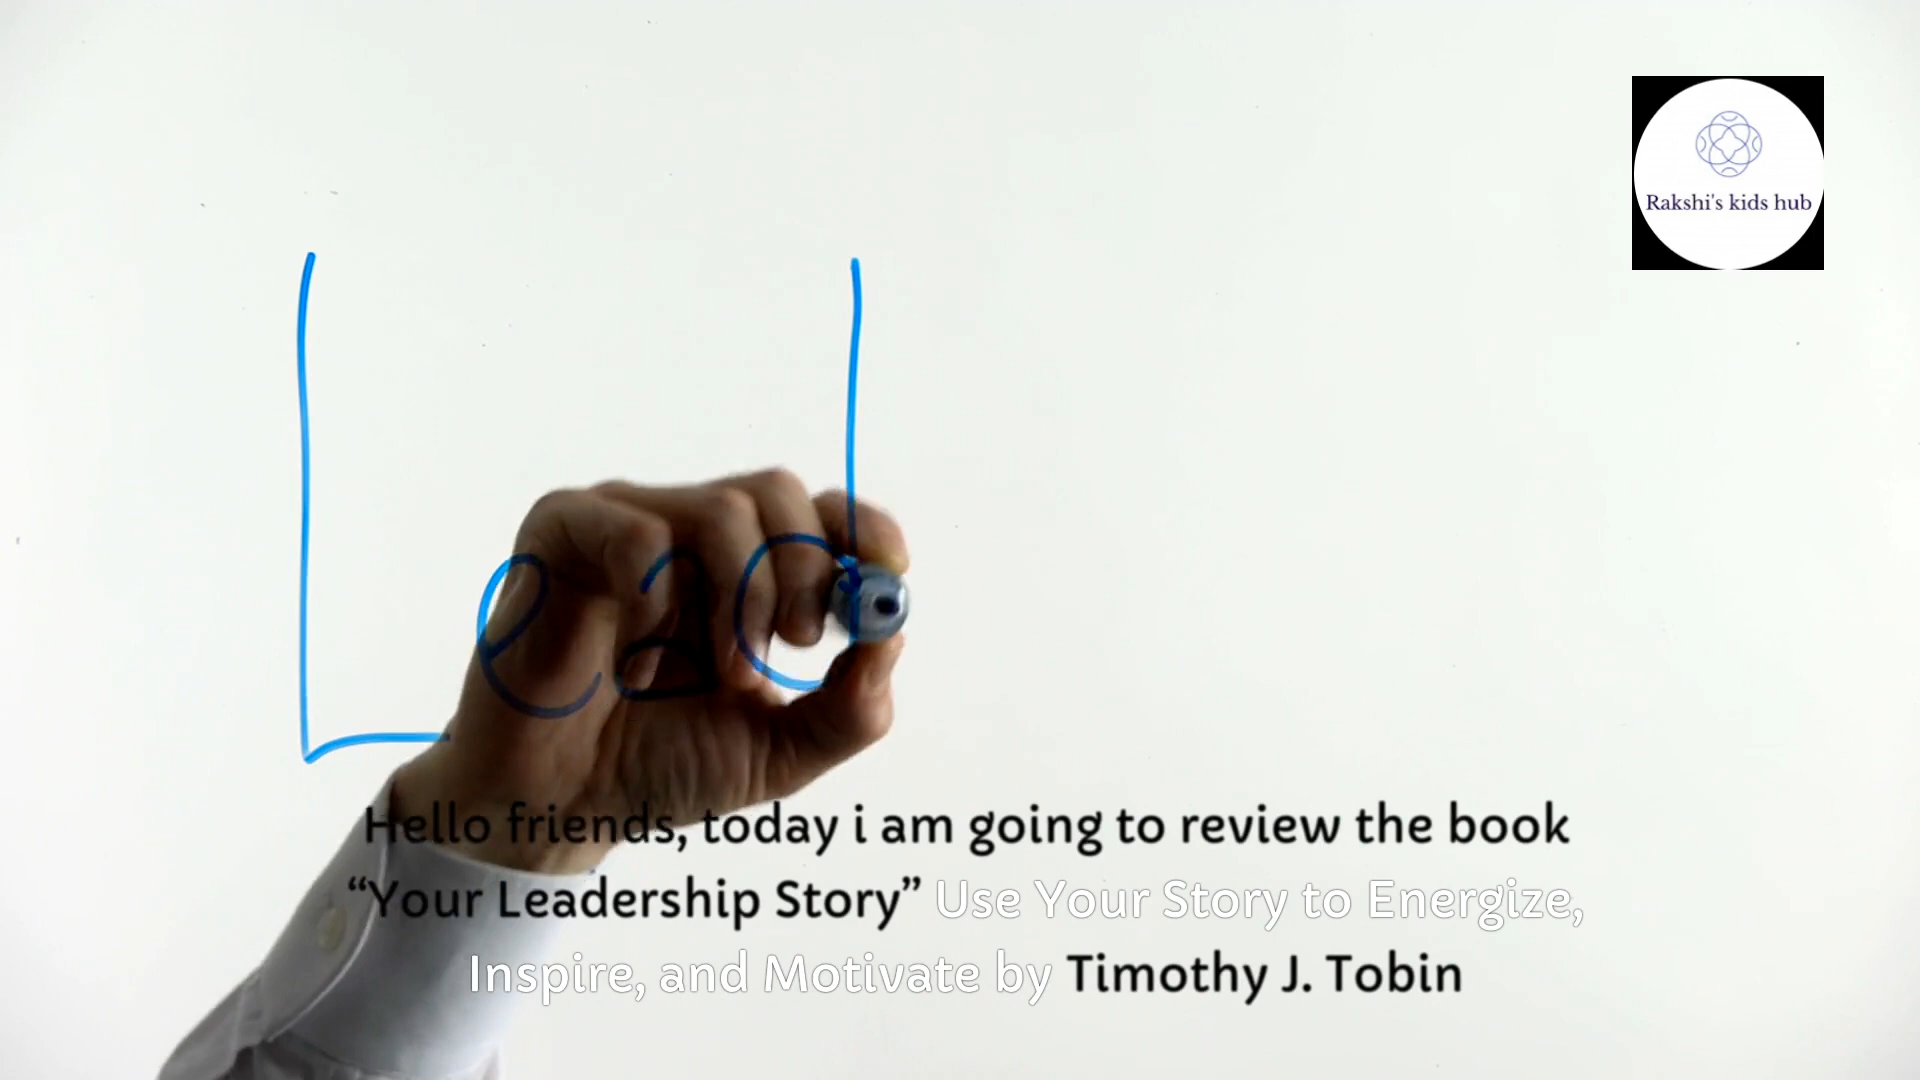 Rakshi's kids hub
Lead
Hello friends, today i am going to review the book
“Your Leadership Story” Use Your Story to Energize,
Inspire, and Motivate by Timothy J. Tobin